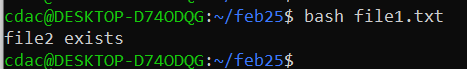 cdac@DESKTOP-D74ODQG:~/feb25$ bash file1.txt
file2 exists
cdac@DESKTOP-D74ODQG:~/feb25$